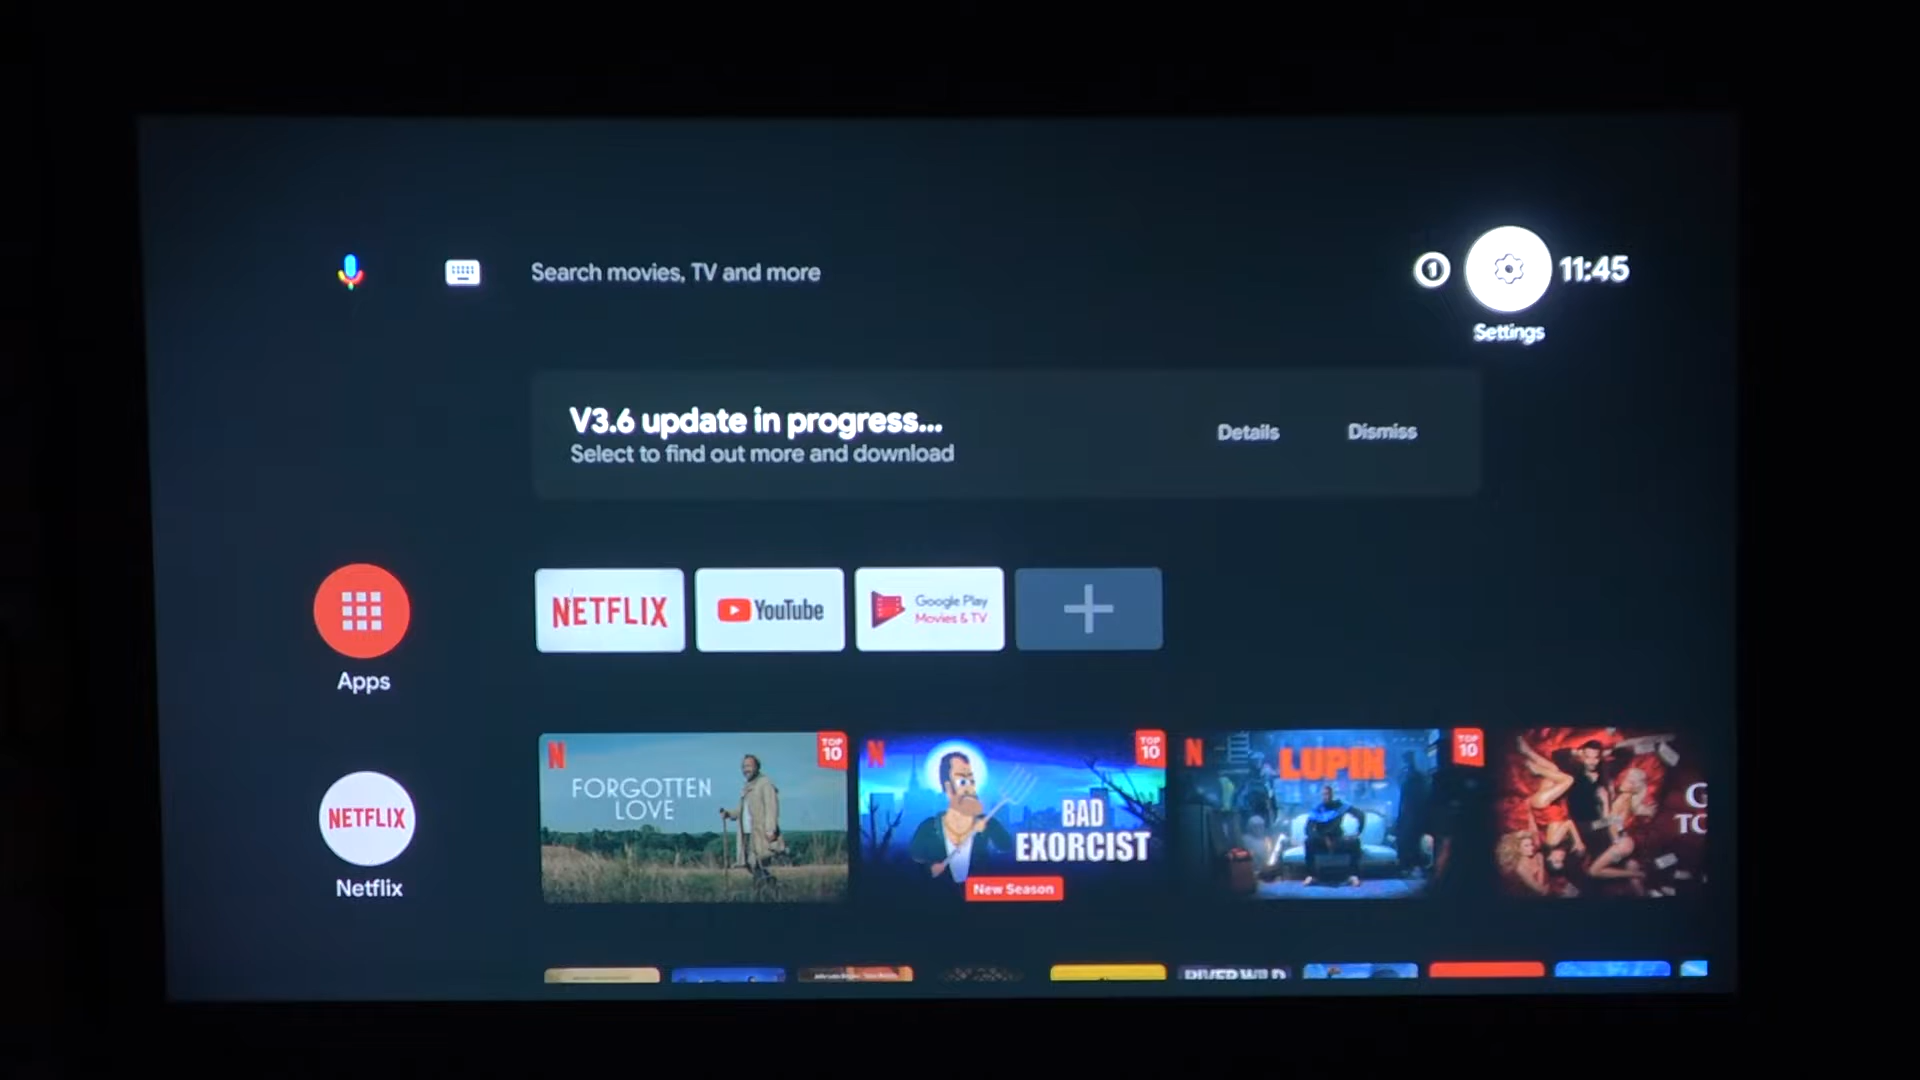 Search movies, TV and more
1
11:45
Settings
V3.6 update in progress...
Select to find out more and download
Details
Dismiss
Apps
NETFLIX
YouTube
Google Play
Movies & TV
N
FORGOTTEN
LOVE
TOP
10
N
BAD
EXORCIST
New Season
TOP
10
N
LUPIN
TOP
10
NETFLIX
Netflix